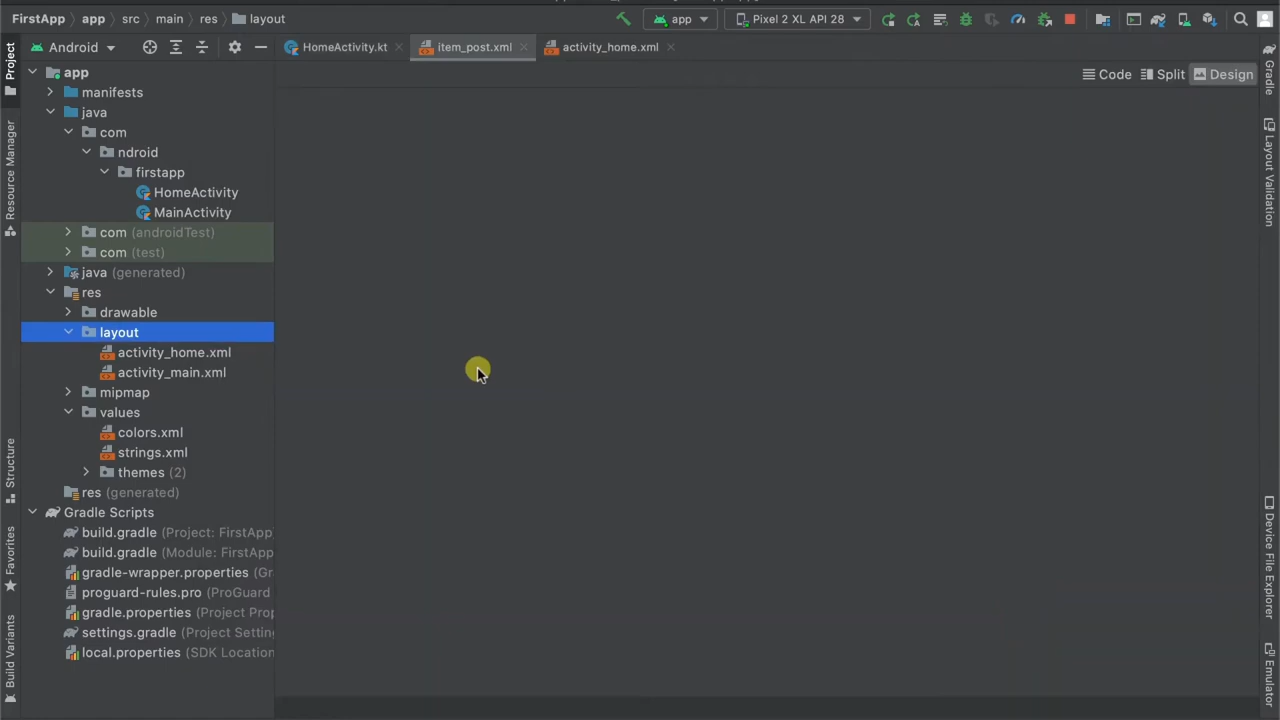 FirstApp app src main res layout
app Pixel 2 XL API 28
Android
HomeActivity.kt item_post.xml activity_home.xml
Code Split Design
Project
Resource Manager
Structure
Favorites
Build Variants
app
manifests
java
com
ndroid
firstapp
HomeActivity
MainActivity
com (androidTest)
com (test)
java (generated)
res
drawable
layout
activity_home.xml
activity_main.xml
mipmap
values
colors.xml
strings.xml
themes (2)
res (generated)
Gradle Scripts
build.gradle (Project: FirstApp
build.gradle (Module: FirstApp
gradle-wrapper.properties (Gr
proguard-rules.pro (ProGuard
gradle.properties (Project Prop
settings.gradle (Project Settin
local.properties (SDK Location
Gradle
Layout Validation
Device File Explorer
Emulator